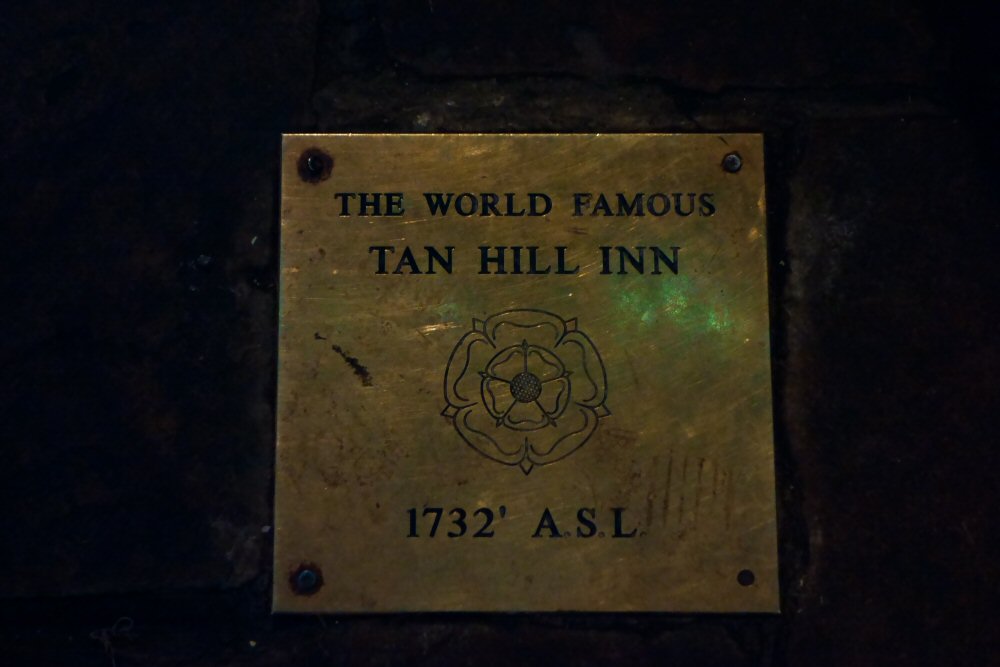 THE WORLD FAMOUS
TAN HILL INN
1732' A.S.L.